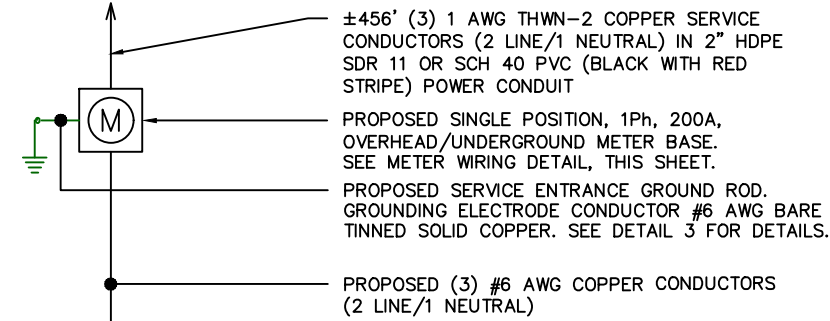 ±456' (3) 1 AWG THWN-2 COPPER SERVICE
CONDUCTORS (2 LINE/1 NEUTRAL) IN 2" HDPE
SDR 11 OR SCH 40 PVC (BLACK WITH RED
STRIPE) POWER CONDUIT
M
PROPOSED SINGLE POSITION, 1Ph, 200A,
OVERHEAD/UNDERGROUND METER BASE.
SEE METER WIRING DETAIL, THIS SHEET.
PROPOSED SERVICE ENTRANCE GROUND ROD.
GROUNDING ELECTRODE CONDUCTOR #6 AWG BARE
TINNED SOLID COPPER. SEE DETAIL 3 FOR DETAILS.
PROPOSED (3) #6 AWG COPPER CONDUCTORS
(2 LINE/1 NEUTRAL)